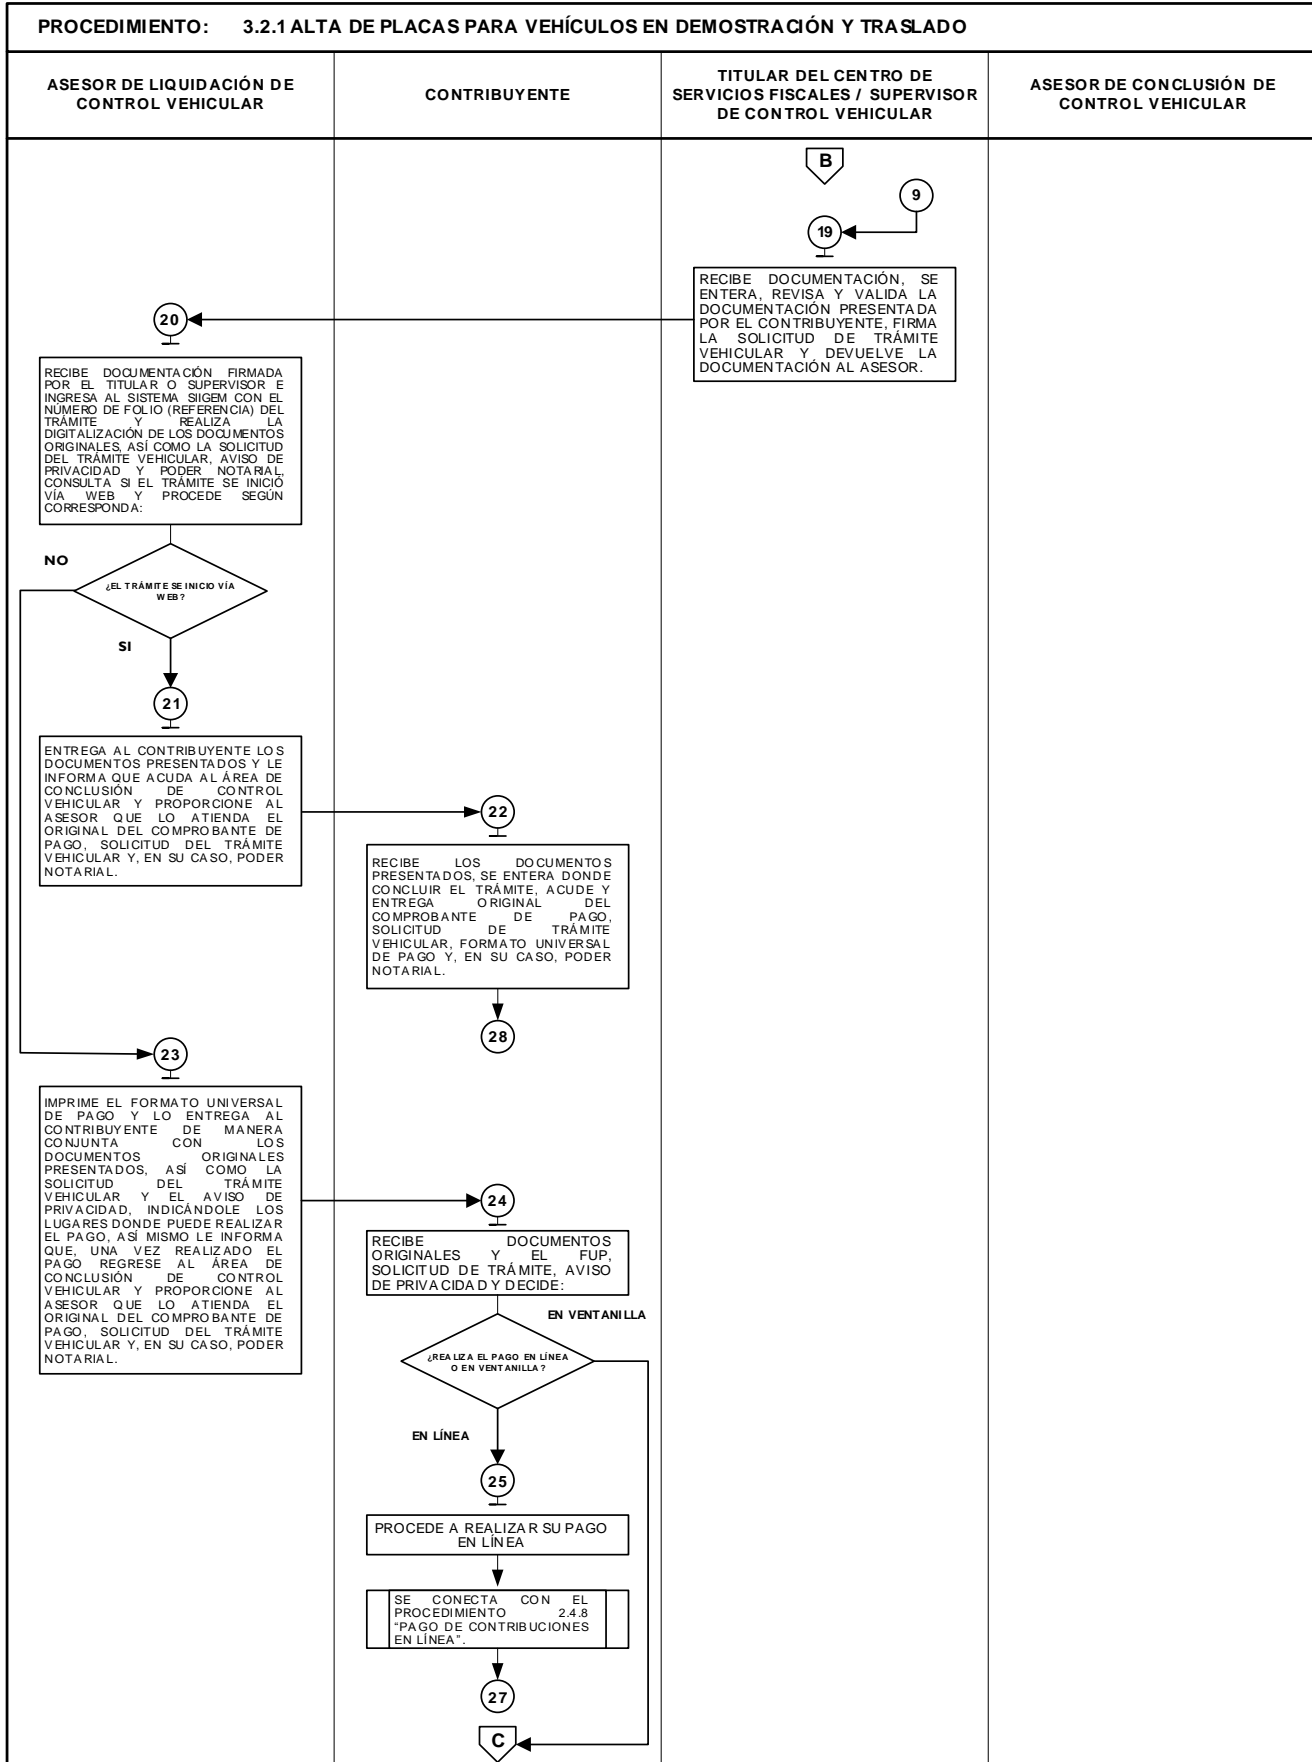 PROCEDIMIENTO: 3.2.1 ALTA DE PLACAS PARA VEHÍCULOS EN DEMOSTRACIÓN Y TRASLADO
ASESOR DE LIQUIDACIÓN DE
CONTROL VEHICULAR
CONTRIBUYENTE
TITULAR DEL CENTRO DE
SERVICIOS FISCALES / SUPERVISOR
DE CONTROL VEHICULAR
ASESOR DE CONCLUSIÓN DE
CONTROL VEHICULAR
B
9
19
RECIBE DOCUMENTACIÓN, SE
ENTERA, REVISA Y VALIDA LA
DOCUMENTACIÓN PRESENTADA
POR EL CONTRIBUYENTE, FIRMA
LA SOLICITUD DE TRÁMITE
VEHICULAR Y DEVUELVE LA
DOCUMENTACIÓN AL ASESOR.
20
RECIBE DOCUMENTACIÓN FIRMADA
POR EL TITULAR O SUPERVISOR E
INGRESA AL SISTEMA SIIGEM CON EL
NÚMERO DE FOLIO (REFERENCIA) DEL
TRÁMITE Y REALIZA LA
DIGITALIZACIÓN DE LOS DOCUMENTOS
ORIGINALES, ASÍ COMO LA SOLICITUD
DEL TRÁMITE VEHICULAR, AVISO DE
PRIVACIDAD Y PODER NOTARIAL,
CONSULTA SI EL TRÁMITE SE INICIÓ
VÍA WEB Y PROCEDE SEGÚN
CORRESPONDA:
NO
¿EL TRÁMITE SE INICIO VÍA
WEB?
SI
21
ENTREGA AL CONTRIBUYENTE LOS
DOCUMENTOS PRESENTADOS Y LE
INFORMA QUE ACUDA AL ÁREA DE
CONCLUSIÓN DE CONTROL
VEHICULAR Y PROPORCIONE AL
ASESOR QUE LO ATIENDA EL
ORIGINAL DEL COMPROBANTE DE
PAGO, SOLICITUD DEL TRÁMITE
VEHICULAR Y, EN SU CASO, PODER
NOTARIAL.
22
RECIBE LOS DOCUMENTOS
PRESENTADOS, SE ENTERA DONDE
CONCLUIR EL TRÁMITE, ACUDE Y
ENTREGA ORIGINAL DEL
COMPROBANTE DE PAGO,
SOLICITUD DE TRÁMITE
VEHICULAR, FORMATO UNIVERSAL
DE PAGO Y, EN SU CASO, PODER
NOTARIAL.
28
23
IMPRIME EL FORMATO UNIVERSAL
DE PAGO Y LO ENTREGA AL
CONTRIBUYENTE DE MANERA
CONJUNTA CON LOS
DOCUMENTOS ORIGINALES
PRESENTADOS, ASÍ COMO LA
SOLICITUD DEL TRÁMITE
VEHICULAR Y EL AVISO DE
PRIVACIDAD, INDICÁNDOLE LOS
LUGARES DONDE PUEDE REALIZAR
EL PAGO, ASÍ MISMO LE INFORMA
QUE, UNA VEZ REALIZADO EL
PAGO REGRESE AL ÁREA DE
CONCLUSIÓN DE CONTROL
VEHICULAR Y PROPORCIONE AL
ASESOR QUE LO ATIENDA EL
ORIGINAL DEL COMPROBANTE DE
PAGO, SOLICITUD DEL TRÁMITE
VEHICULAR Y, EN SU CASO, PODER
NOTARIAL.
24
RECIBE DOCUMENTOS
ORIGINALES Y EL FUP,
SOLICITUD DE TRÁMITE, AVISO
DE PRIVACIDAD Y DECIDE:
EN VENTANILLA
¿REALIZA EL PAGO EN LÍNEA
O EN VENTANILLA?
EN LÍNEA
25
PROCEDE A REALIZAR SU PAGO
EN LÍNEA
SE CONECTA CON EL
PROCEDIMIENTO 2.4.8
“PAGO DE CONTRIBUCIONES
EN LÍNEA”.
27
C